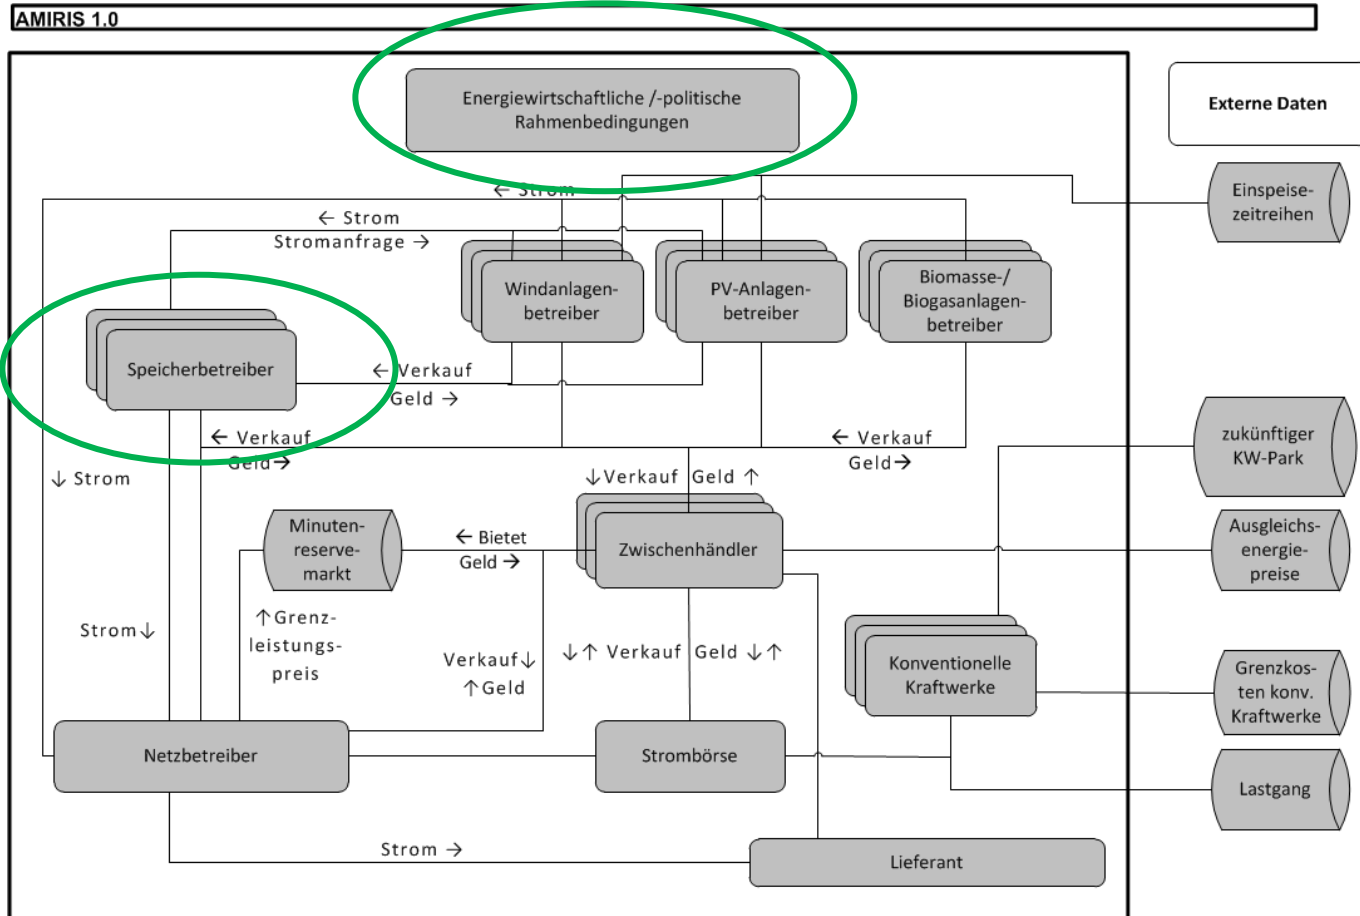 AMIRIS 1.0
Energiewirtschaftliche /-politische
Rahmenbedingungen
Externe Daten
← Strom
Einspeise-
zeitreihen
← Strom
Stromanfrage →
Windanlagen-
betreiber
PV-Anlagen-
betreiber
Biomasse-/
Biogasanlagen-
betreiber
Speicherbetreiber
← Verkauf
Geld →
← Verkauf
Geld→
← Verkauf
Geld→
zukünftiger
KW-Park
↓ Strom
↓Verkauf Geld ↑
Minuten-
reserve-
markt
← Bietet
Geld →
Zwischenhändler
Ausgleichs-
energie-
preise
↑Grenz-
leistungs-
preis
Strom↓
Verkauf↓
↑Geld
↓↑ Verkauf Geld ↓↑
Konventionelle
Kraftwerke
Grenzkos-
ten konv.
Kraftwerke
Netzbetreiber
Strombörse
Lastgang
Strom →
Lieferant